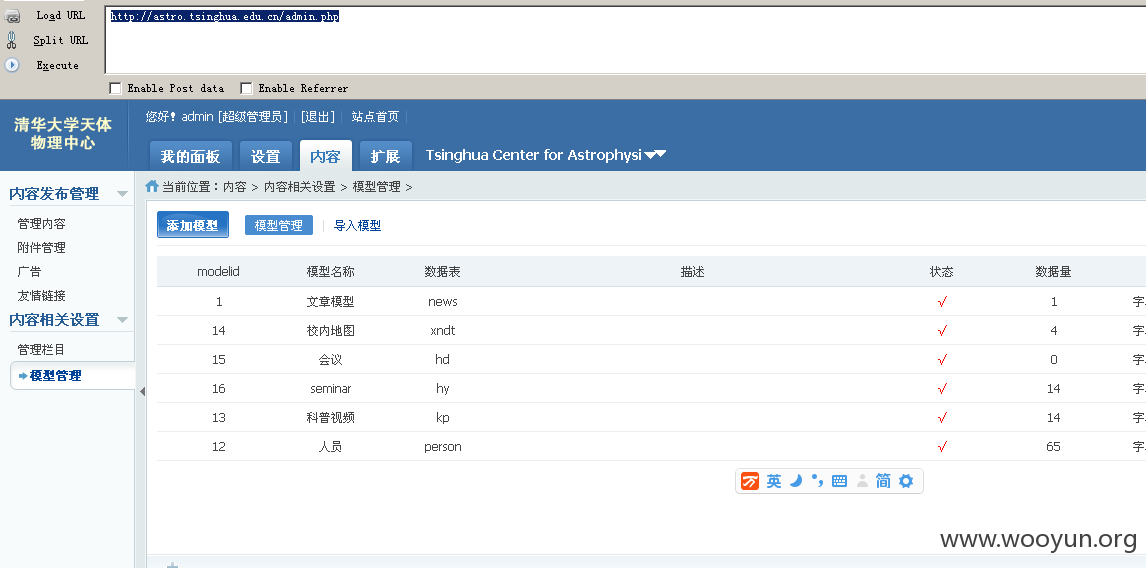 Load URL
http://astro.tsinghua.edu.cn/admin.php
Split URL
Execute
Enable Post data Enable Referrer
清华大学天体
物理中心
您好! admin [超级管理员] [退出] 站点首页
我的面板 设置 内容 扩展 Tsinghua Center for Astrophysi
当前位置：内容 > 内容相关设置 > 模型管理 >
内容发布管理
管理内容
附件管理
广告
友情链接
内容相关设置
管理栏目
模型管理
添加模型 模型管理 导入模型
modelid 模型名称 数据表 描述 状态 数据量
1 文章模型 news √ 1 字
14 校内地图 xndt √ 4 字
15 会议 hd √ 0 字
16 seminar hy √ 14 字
13 科普视频 kp √ 14 字
12 人员 person √ 65 字
万 英 简
www.wooyun.org